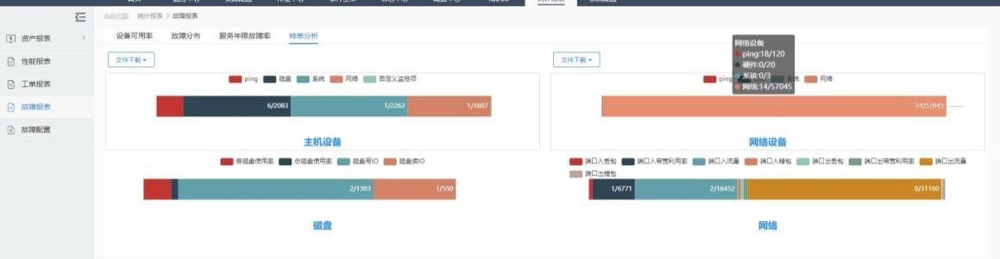 当前位置: 统计报表 > 故障报表
资产报表
性能报表
工单报表
故障报表
故障配置
设备可用率 故障分布 服务年限故障率 转单分析
文件下载
ping 磁盘 系统 网络 自定义监控项
6/2083 1/2262 1/1607
主机设备
文件下载
ping 系统 网络
网络设备
ping:18/120
硬件:0/20
系统:0/3
网络:14/57045
14/57045
网络设备
各磁盘使用率 总磁盘使用率 磁盘写IO 磁盘读IO
2/1303 1/550
磁盘
端口入丢包 端口入带宽利用率 端口入流量 端口入错包 端口出丢包 端口出带宽利用率 端口出流量
端口出错包
1/6771 2/16452 0/31160
网络